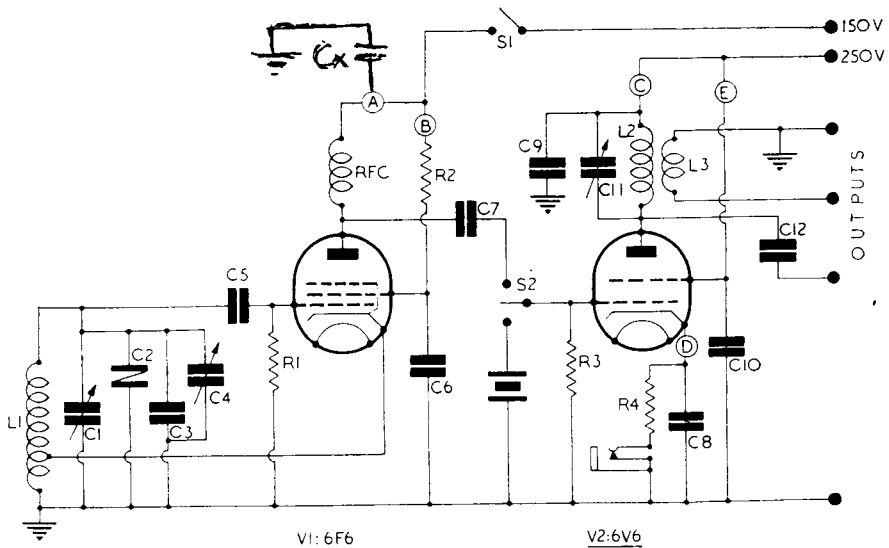 S1
150V
250V
Cx
A
B
C
E
RFC
R2
C9
C11
L2
L3
C7
C12
OUTPUTS
C5
S2
C2
R1
C4
C6
R3
D
C10
L1
C1
C3
R4
C8
V1: 6F6
V2:6V6